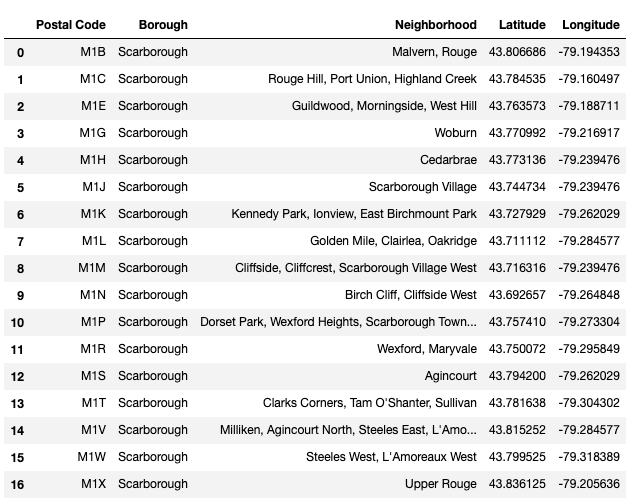 Postal Code Borough Neighborhood Latitude Longitude
0 M1B Scarborough Malvern, Rouge 43.806686 -79.194353
1 M1C Scarborough Rouge Hill, Port Union, Highland Creek 43.784535 -79.160497
2 M1E Scarborough Guildwood, Morningside, West Hill 43.763573 -79.188711
3 M1G Scarborough Woburn 43.770992 -79.216917
4 M1H Scarborough Cedarbrae 43.773136 -79.239476
5 M1J Scarborough Scarborough Village 43.744734 -79.239476
6 M1K Scarborough Kennedy Park, Ionview, East Birchmount Park 43.727929 -79.262029
7 M1L Scarborough Golden Mile, Clairlea, Oakridge 43.711112 -79.284577
8 M1M Scarborough Cliffside, Cliffcrest, Scarborough Village West 43.716316 -79.239476
9 M1N Scarborough Birch Cliff, Cliffside West 43.692657 -79.264848
10 M1P Scarborough Dorset Park, Wexford Heights, Scarborough Town... 43.757410 -79.273304
11 M1R Scarborough Wexford, Maryvale 43.750072 -79.295849
12 M1S Scarborough Agincourt 43.794200 -79.262029
13 M1T Scarborough Clarks Corners, Tam O'Shanter, Sullivan 43.781638 -79.304302
14 M1V Scarborough Milliken, Agincourt North, Steeles East, L'Amo... 43.815252 -79.284577
15 M1W Scarborough Steeles West, L'Amoreaux West 43.799525 -79.318389
16 M1X Scarborough Upper Rouge 43.836125 -79.205636